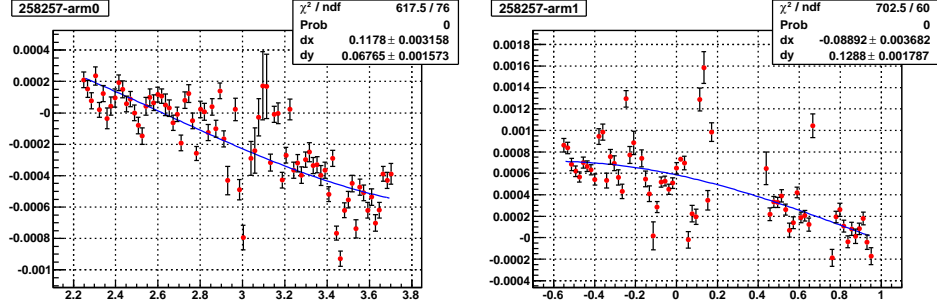 258257-arm0
χ² / ndf 617.5 / 76
Prob 0
dx 0.1178 ± 0.003158
dy 0.06765 ± 0.001573
0.0004
0.0002
-0
-0.0002
-0.0004
-0.0006
-0.0008
-0.001
2.2 2.4 2.6 2.8 3 3.2 3.4 3.6 3.8
258257-arm1
χ² / ndf 702.5 / 60
Prob 0
dx -0.08892 ± 0.003682
dy 0.1288 ± 0.001787
0.0018
0.0016
0.0014
0.0012
0.001
0.0008
0.0006
0.0004
0.0002
-0
-0.0002
-0.0004
-0.6 -0.4 -0.2 0 0.2 0.4 0.6 0.8 1